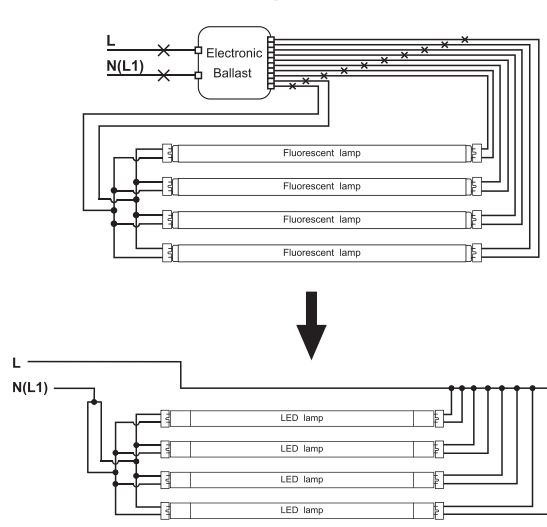 L
N(L1)
Electronic
Ballast
Fluorescent lamp
Fluorescent lamp
Fluorescent lamp
Fluorescent lamp
L
N(L1)
LED lamp
LED lamp
LED lamp
LED lamp